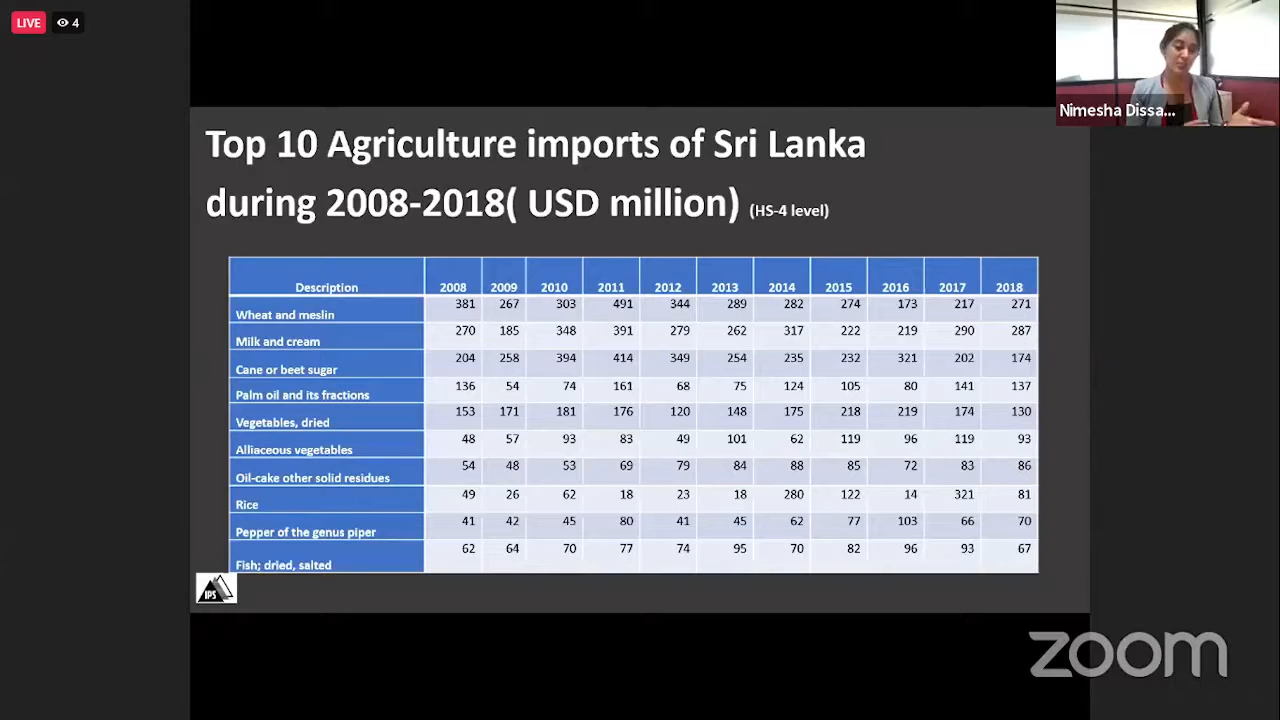 LIVE
4
Nimesha Dissa...
Top 10 Agriculture imports of Sri Lanka
during 2008-2018( USD million) (HS-4 level)
Description 2008 2009 2010 2011 2012 2013 2014 2015 2016 2017 2018
Wheat and meslin 381 267 303 491 344 289 282 274 173 217 271
Milk and cream 270 185 348 391 279 262 317 222 219 290 287
Cane or beet sugar 204 258 394 414 349 254 235 232 321 202 174
Palm oil and its fractions 136 54 74 161 68 75 124 105 80 141 137
Vegetables, dried 153 171 181 176 120 148 175 218 219 174 130
Alliaceous vegetables 48 57 93 83 49 101 62 119 96 119 93
Oil-cake other solid residues 54 48 53 69 79 84 88 85 72 83 86
Rice 49 26 62 18 23 18 280 122 14 321 81
Pepper of the genus piper 41 42 45 80 41 45 62 77 103 66 70
Fish; dried, salted 62 64 70 77 74 95 70 82 96 93 67
IPS
zoom